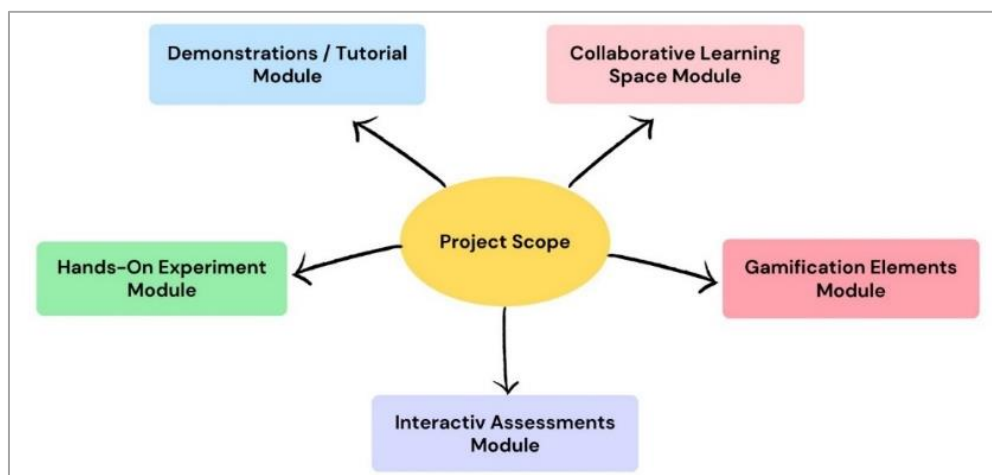 Demonstrations / Tutorial
Module
Collaborative Learning
Space Module
Project Scope
Hands-On Experiment
Module
Gamification Elements
Module
Interactiv Assessments
Module